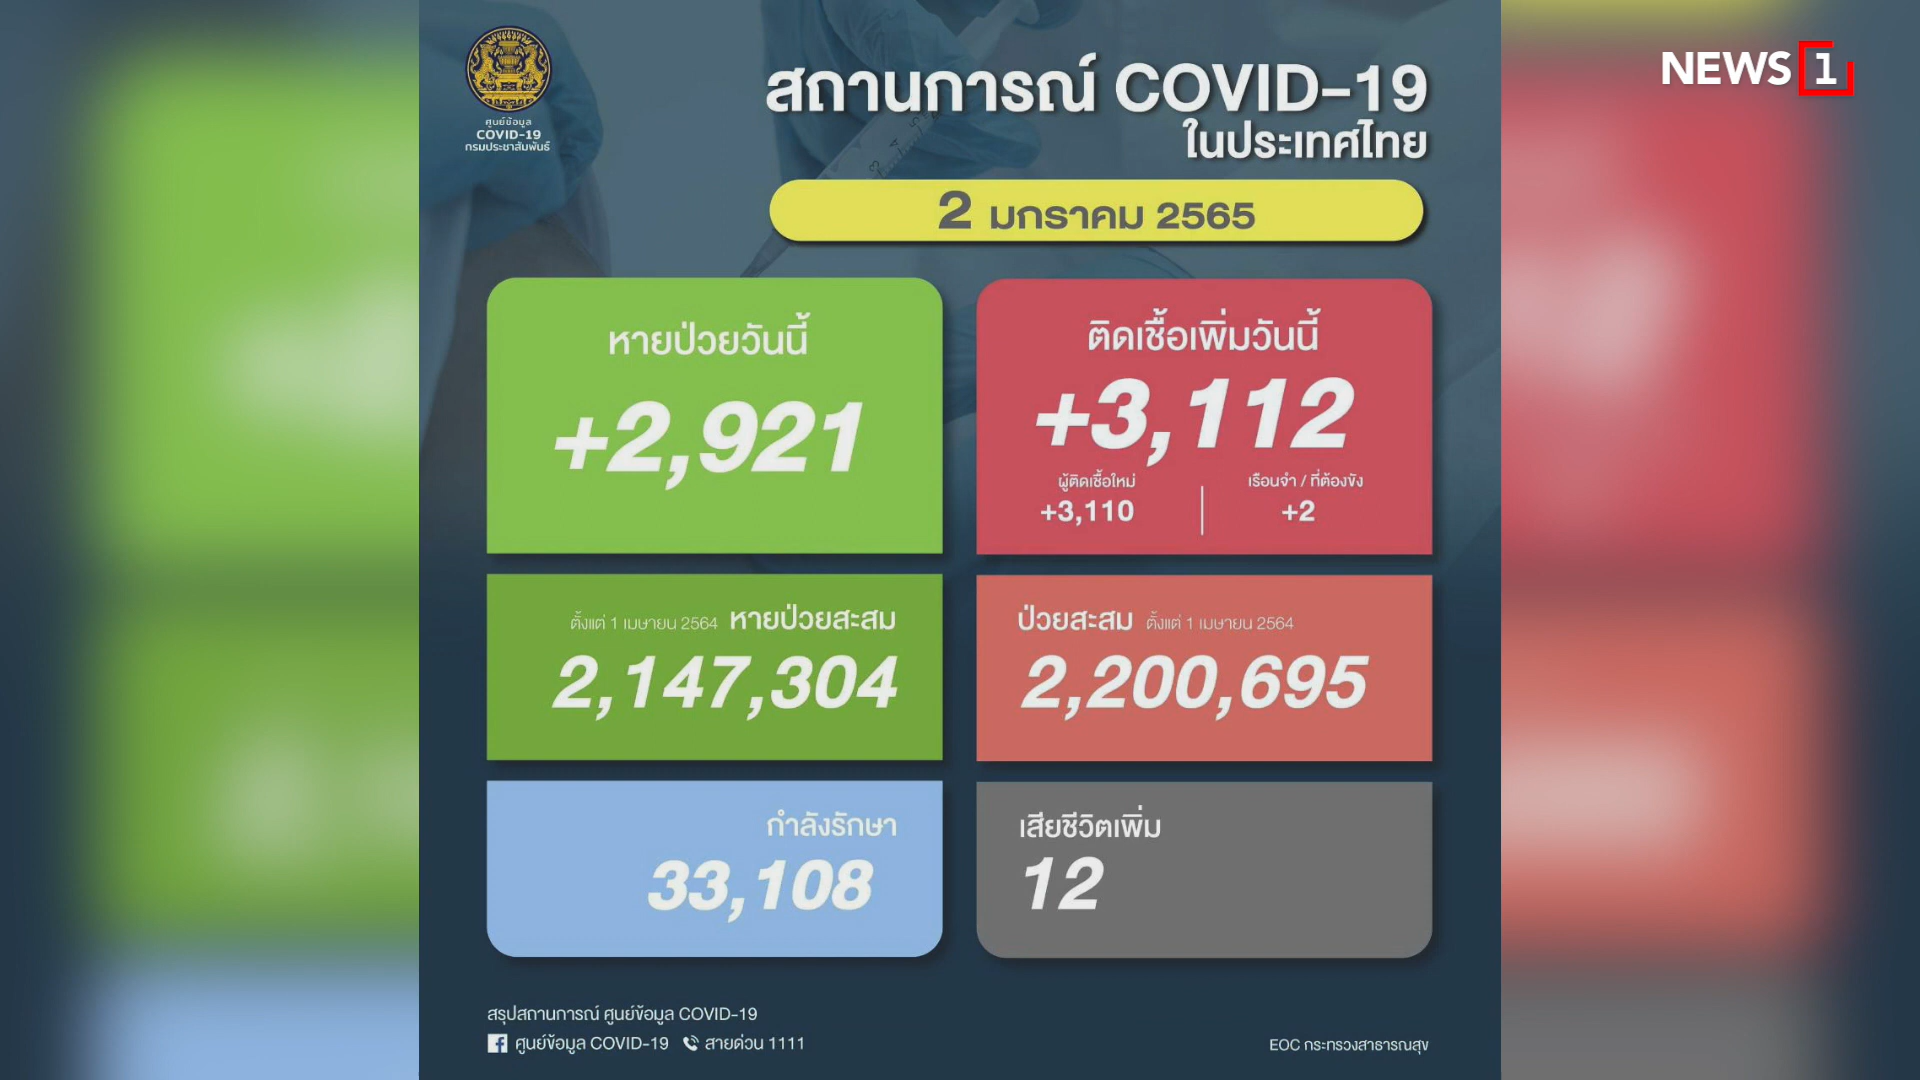 ศูนย์ข้อมูล
COVID-19
กรมประชาสัมพันธ์
NEWS 1
สถานการณ์ COVID-19
ในประเทศไทย
2 มกราคม 2565
หายป่วยวันนี้
+2,921
ติดเชื้อเพิ่มวันนี้
+3,112
ผู้ติดเชื้อใหม่
+3,110
เรือนจำ / ที่ต้องขัง
+2
ตั้งแต่ 1 เมษายน 2564 หายป่วยสะสม
2,147,304
ป่วยสะสม ตั้งแต่ 1 เมษายน 2564
2,200,695
กำลังรักษา
33,108
เสียชีวิตเพิ่ม
12
สรุปสถานการณ์ ศูนย์ข้อมูล COVID-19
ศูนย์ข้อมูล COVID-19 สายด่วน 1111
EOC กระทรวงสาธารณสุข